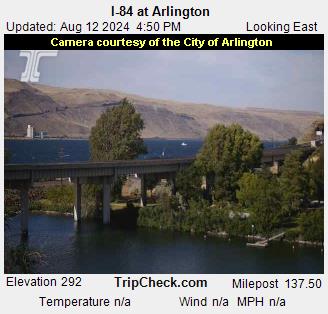 I-84 at Arlington
Updated: Aug 12 2024 4:50 PM Looking East
Camera courtesy of the City of Arlington
Elevation 292 TripCheck.com Milepost 137.50
Temperature n/a Wind n/a MPH n/a